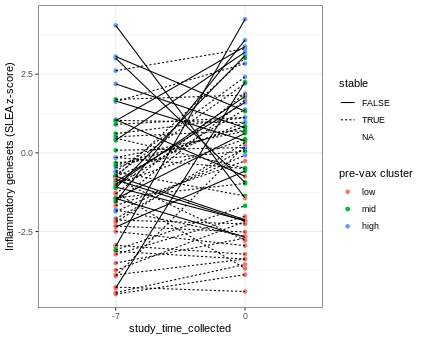 Inflammatory genesets (SLEA z-score)
2.5
0.0
-2.5
-7
0
study_time_collected
stable
FALSE
TRUE
NA
pre-vax cluster
low
mid
high